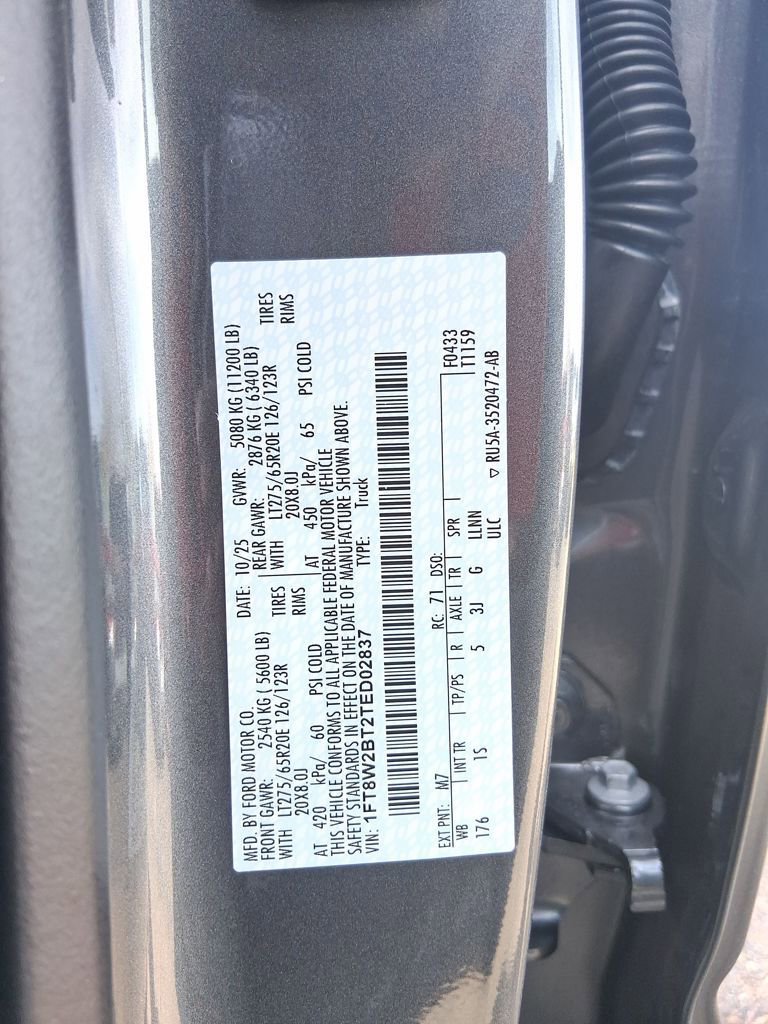 MFD. BY FORD MOTOR CO.
DATE: 10/25 GVWR: 5080 KG (11200 LB)
FRONT GAWR: 2540 KG ( 5600 LB) REAR GAWR: 2876 KG ( 6340 LB)
WITH LT275/65R20E 126/123R TIRES WITH LT275/65R20E 126/123R TIRES
20X8.0J RIMS 20X8.0J RIMS
AT 420 kPa/ 60 PSI COLD AT 450 kPa/ 65 PSI COLD
THIS VEHICLE CONFORMS TO ALL APPLICABLE FEDERAL MOTOR VEHICLE
SAFETY STANDARDS IN EFFECT ON THE DATE OF MANUFACTURE SHOWN ABOVE.
VIN: 1FT8W2BT2TED02837 TYPE: Truck
EXT PNT: M7 RC: 71 DSO: F0433
WB INT TR TP/PS R AXLE TR SPR T1159
176 1S 5 3J G LLNN
ULC ▽ RU5A-3520472-AB